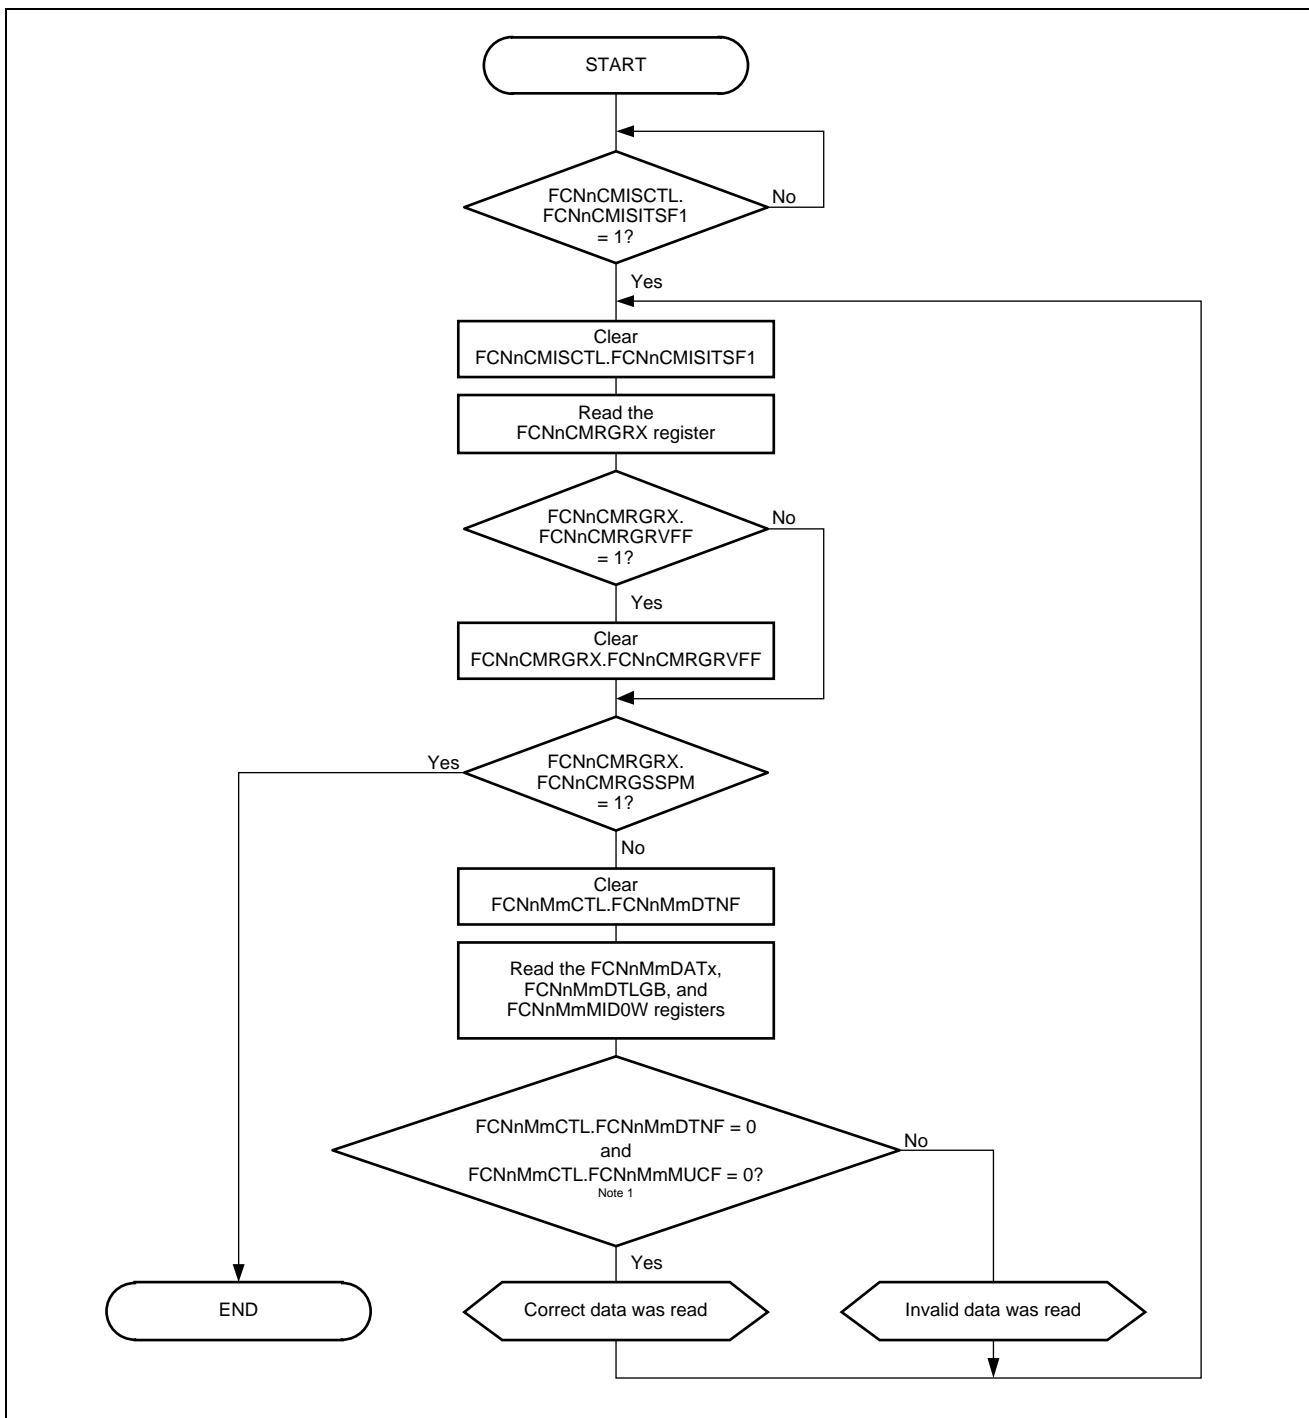 START
FCNnCMISCTL.
FCNnCMISITSF1
= 1?
No
Yes
Clear
FCNnCMISCTL.FCNnCMISITSF1
Read the
FCNnCMRGRX register
FCNnCMRGRX.
FCNnCMRGRVFF
= 1?
No
Yes
Clear
FCNnCMRGRX.FCNnCMRGRVFF
FCNnCMRGRX.
FCNnCMRGSSPM
= 1?
Yes
No
Clear
FCNnMmCTL.FCNnMmDTNF
Read the FCNnMmDATx,
FCNnMmDTLGB, and
FCNnMmMID0W registers
FCNnMmCTL.FCNnMmDTNF = 0
and
FCNnMmCTL.FCNnMmMUCF = 0?
Note 1
No
Yes
END
Correct data was read
Invalid data was read